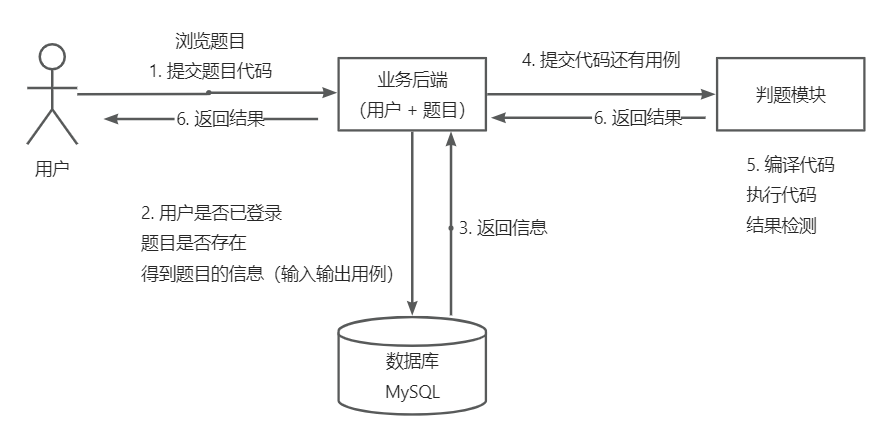 浏览题目
1. 提交题目代码
6. 返回结果
用户
业务后端
（用户 + 题目）
4. 提交代码还有用例
6. 返回结果
判题模块
5. 编译代码
执行代码
结果检测
2. 用户是否已登录
题目是否存在
得到题目的信息（输入输出用例）
3. 返回信息
数据库
MySQL